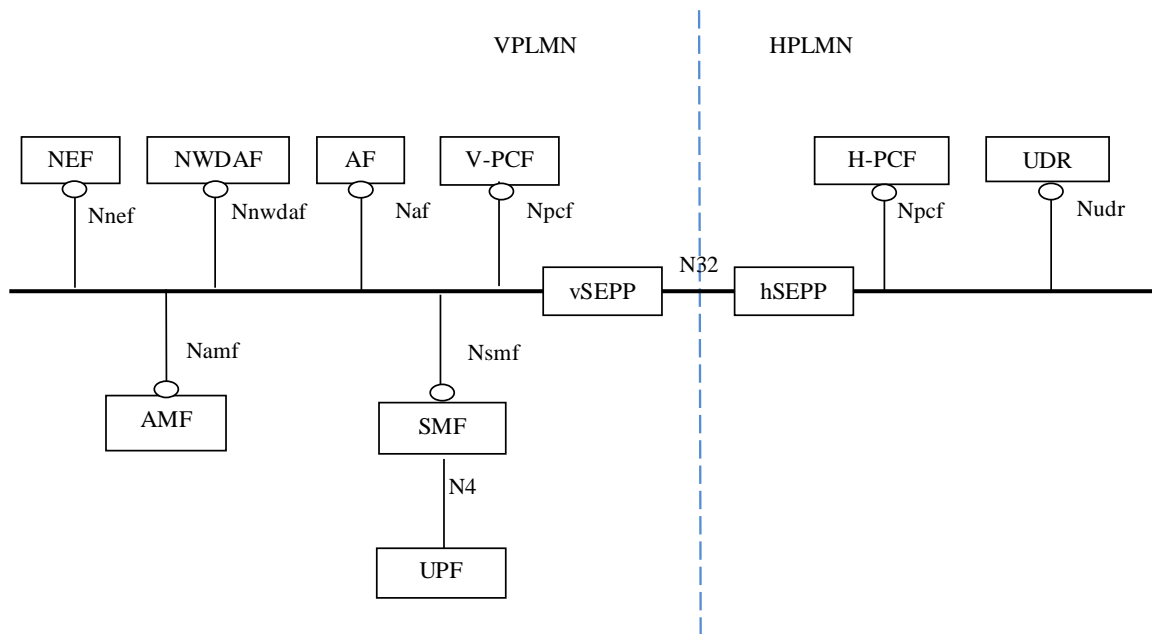 VPLMN
HPLMN
NEF
NWDAF
AF
V-PCF
H-PCF
UDR
Nnef
Nnwdaf
Naf
Npcf
Npcf
Nudr
N32
vSEPP
hSEPP
Namf
Nsmf
AMF
SMF
N4
UPF